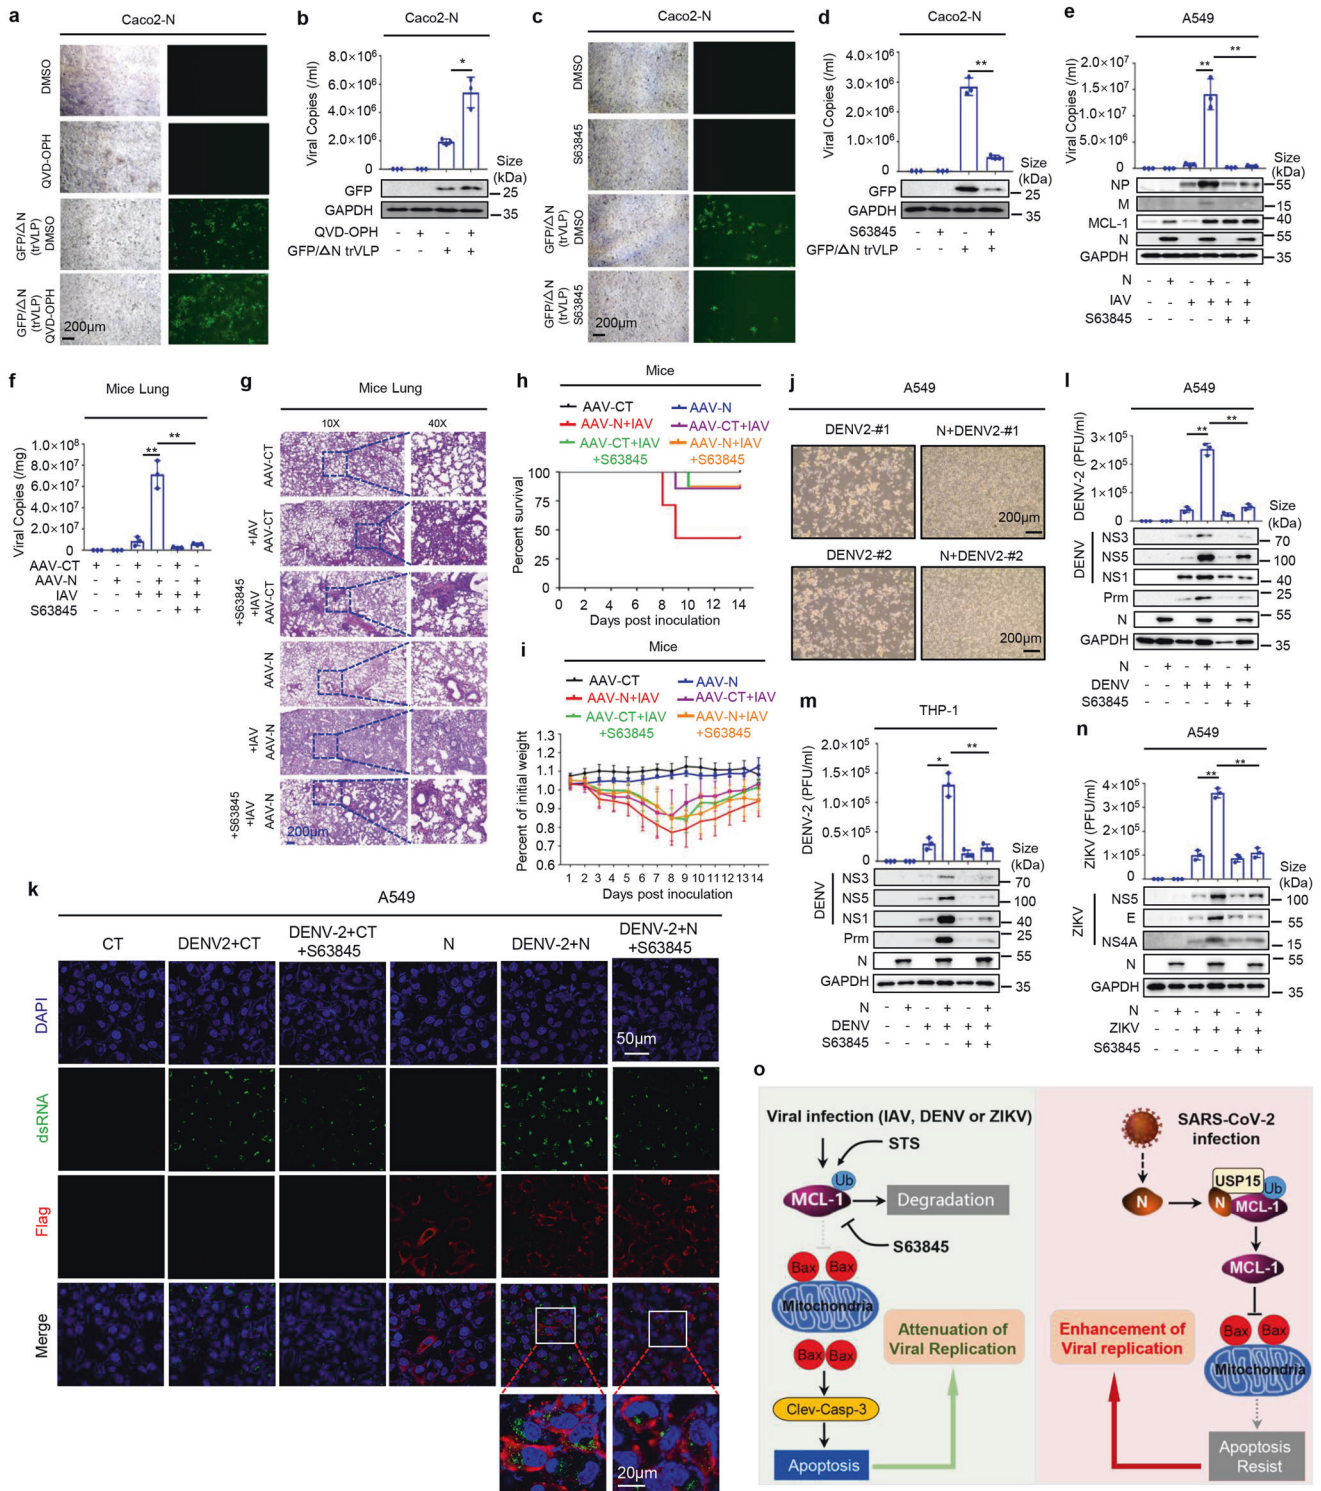 a
Caco2-N
DMSO
QVD-OPH
GFP/△N
(trVLP)
DMSO
GFP/△N
(trVLP)
QVD-OPH
200μm
b
Caco2-N
Viral Copies (/ml)
8.0×10⁶
6.0×10⁶
4.0×10⁶
2.0×10⁶
0
*
Size
(kDa)
GFP
25
GAPDH
35
QVD-OPH - + - +
GFP/△N trVLP - - + +
c
Caco2-N
DMSO
S63845
GFP/△N
(trVLP)
DMSO
GFP/△N
(trVLP)
S63845
200μm
d
Caco2-N
Viral Copies (/ml)
4×10⁶
3×10⁶
2×10⁶
1×10⁶
0
**
Size
(kDa)
GFP
25
GAPDH
35
S63845 - + - +
GFP/△N trVLP - - + +
e
A549
Viral Copies (/ml)
2.0×10⁷
1.5×10⁷
1.0×10⁷
5.0×10⁶
0
** **
Size
(kDa)
NP
55
M
15
MCL-1
40
N
55
GAPDH
35
N - + - + - +
IAV - - + + + +
S63845 - - - - + +
f
Mice Lung
Viral Copies (/mg)
1.0×10⁸
8.0×10⁷
6.0×10⁷
4.0×10⁷
2.0×10⁷
0
** **
AAV-CT + - + - + -
AAV-N - + - + - +
IAV - - + + + +
S63845 - - - - + +
g
Mice Lung
10X 40X
AAV-CT
+IAV
AAV-CT
+S63845
+IAV
AAV-CT
AAV-N
+IAV
AAV-N
+S63845
+IAV
AAV-N
200μm
h
Mice
AAV-CT AAV-N
AAV-N+IAV AAV-CT+IAV
AAV-CT+IAV AAV-N+IAV
+S63845 +S63845
Percent survival
100
75
50
25
0
0 2 4 6 8 10 12 14
Days post inoculation
i
Mice
AAV-CT AAV-N
AAV-N+IAV AAV-CT+IAV
AAV-CT+IAV AAV-N+IAV
+S63845 +S63845
Percent of initial weight
1.3
1.2
1.1
1.0
0.9
0.8
0.7
0.6
1 2 3 4 5 6 7 8 9 10 11 12 13 14
Days post inoculation
j
A549
DENV2-#1 N+DENV2-#1
200μm
DENV2-#2 N+DENV2-#2
200μm
k
A549
CT DENV2+CT DENV-2+CT N DENV-2+N DENV-2+N
+S63845 +S63845
DAPI
50μm
dsRNA
Flag
Merge
20μm
l
A549
DENV-2 (PFU/ml)
3×10⁵
2×10⁵
1×10⁵
0
** **
Size
(kDa)
DENV
NS3
70
NS5
100
NS1
40
Prm
25
N
55
GAPDH
35
N - + - + - +
DENV - - + + + +
S63845 - - - - + +
m
THP-1
DENV-2 (PFU/ml)
2.0×10⁵
1.5×10⁵
1.0×10⁵
5.0×10⁴
0
* **
Size
(kDa)
DENV
NS3
70
NS5
100
NS1
40
Prm
25
N
55
GAPDH
35
N - + - + - +
DENV - - + + + +
S63845 - - - - + +
n
A549
ZIKV (PFU/ml)
4×10⁵
3×10⁵
2×10⁵
1×10⁵
0
** **
Size
(kDa)
ZIKV
NS5
100
E
55
NS4A
15
N
55
GAPDH
35
N - + - + - +
ZIKV - - + + + +
S63845 - - - - + +
o
Viral infection (IAV, DENV or ZIKV)
STS
Ub
MCL-1
Degradation
S63845
Bax Bax
Mitochondria
Bax Bax
Clev-Casp-3
Apoptosis
Attenuation of
Viral Replication
SARS-CoV-2
infection
N
USP15
N
Ub
MCL-1
MCL-1
Bax Bax
Mitochondria
Apoptosis
Resist
Enhancement of
Viral replication